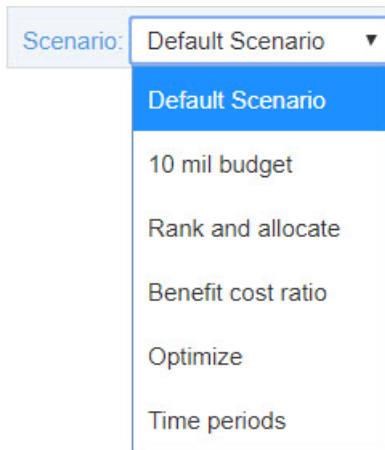 Scenario: Default Scenario
Default Scenario
10 mil budget
Rank and allocate
Benefit cost ratio
Optimize
Time periods